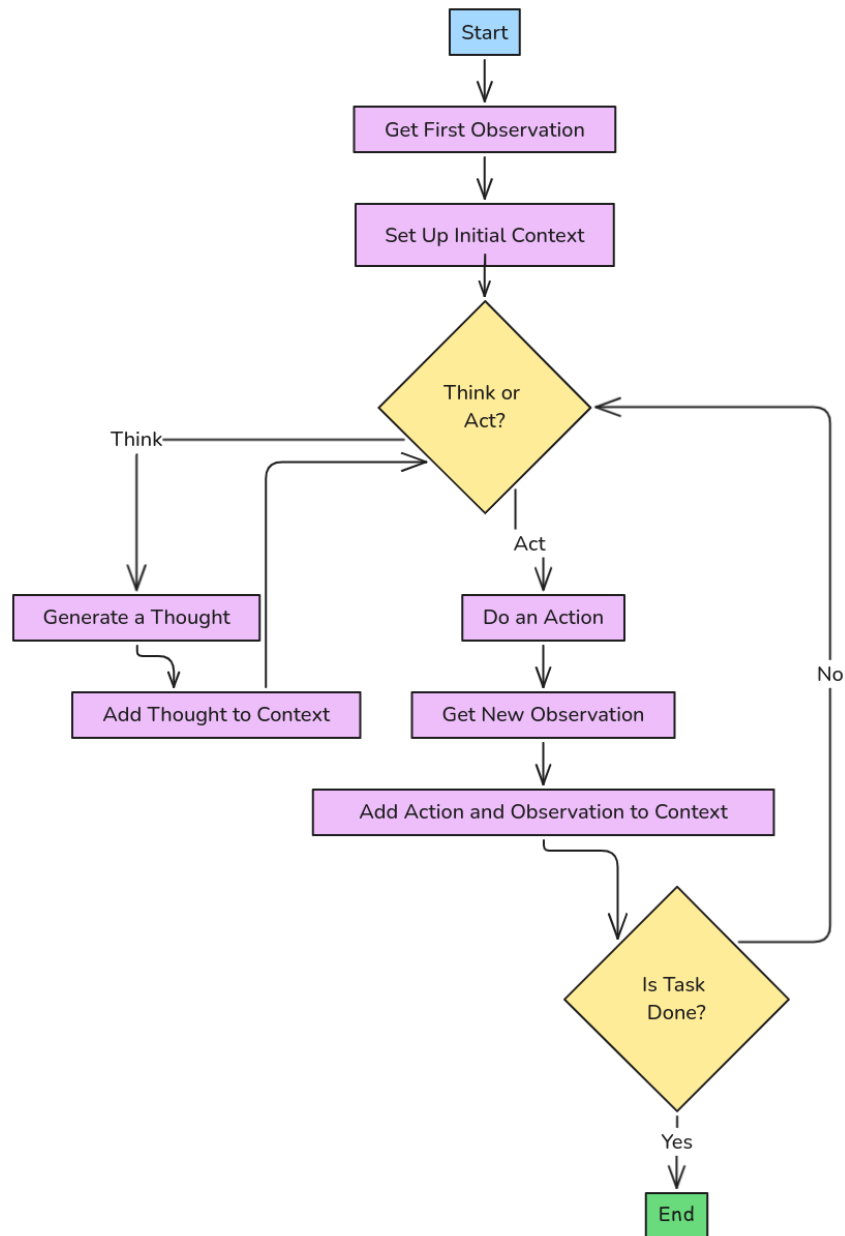 Start
Get First Observation
Set Up Initial Context
Think or
Act?
Think
Act
Generate a Thought
Do an Action
No
Add Thought to Context
Get New Observation
Add Action and Observation to Context
Is Task
Done?
Yes
End